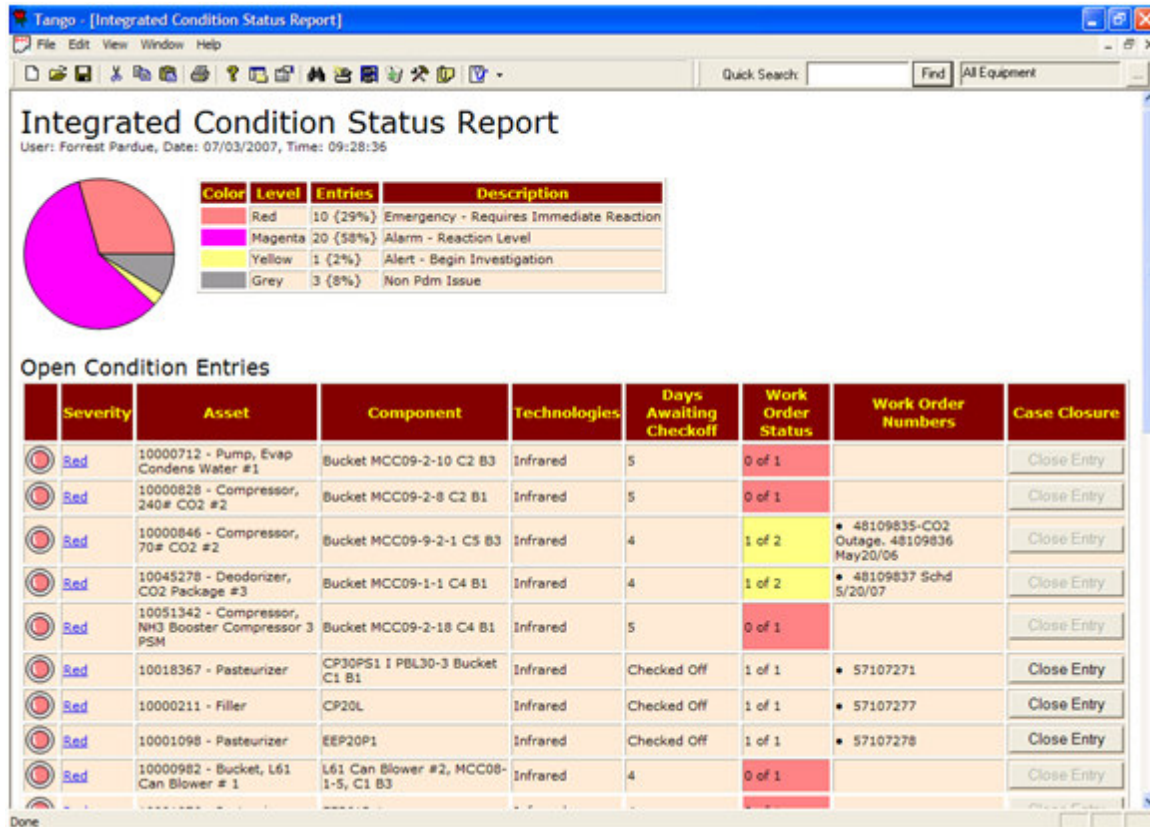 Tango - [Integrated Condition Status Report]
File Edit View Window Help
Quick Search: Find All Equipment ...
Integrated Condition Status Report
User: Forrest Pardue, Date: 07/03/2007, Time: 09:28:36
Color Level Entries Description
Red 10 {29%} Emergency - Requires Immediate Reaction
Magenta 20 {58%} Alarm - Reaction Level
Yellow 1 {2%} Alert - Begin Investigation
Grey 3 {8%} Non Pdm Issue
Open Condition Entries
Severity Asset Component Technologies Days Awaiting Checkoff Work Order Status Work Order Numbers Case Closure
Red 10000712 - Pump, Evap Condens Water #1 Bucket MCC09-2-10 C2 B3 Infrared 5 0 of 1 Close Entry
Red 10000828 - Compressor, 240# CO2 #2 Bucket MCC09-2-8 C2 B1 Infrared 5 0 of 1 Close Entry
Red 10000846 - Compressor, 70# CO2 #2 Bucket MCC09-9-2-1 C5 B3 Infrared 4 1 of 2 • 48109835-CO2 Outage. 48109836 May20/06 Close Entry
Red 10045278 - Deodorizer, CO2 Package #3 Bucket MCC09-1-1 C4 B1 Infrared 4 1 of 2 • 48109837 Schd 5/20/07 Close Entry
Red 10051342 - Compressor, NH3 Booster Compressor 3 PSM Bucket MCC09-2-18 C4 B1 Infrared 5 0 of 1 Close Entry
Red 10018367 - Pasteurizer CP30PS1 I PBL30-3 Bucket C1 B1 Infrared Checked Off 1 of 1 • 57107271 Close Entry
Red 10000211 - Filler CP20L Infrared Checked Off 1 of 1 • 57107277 Close Entry
Red 10001098 - Pasteurizer EEP20P1 Infrared Checked Off 1 of 1 • 57107278 Close Entry
Red 10000982 - Bucket, L61 Can Blower # 1 L61 Can Blower #2, MCC08-1-5, C1 B3 Infrared 4 0 of 1 Close Entry
Done